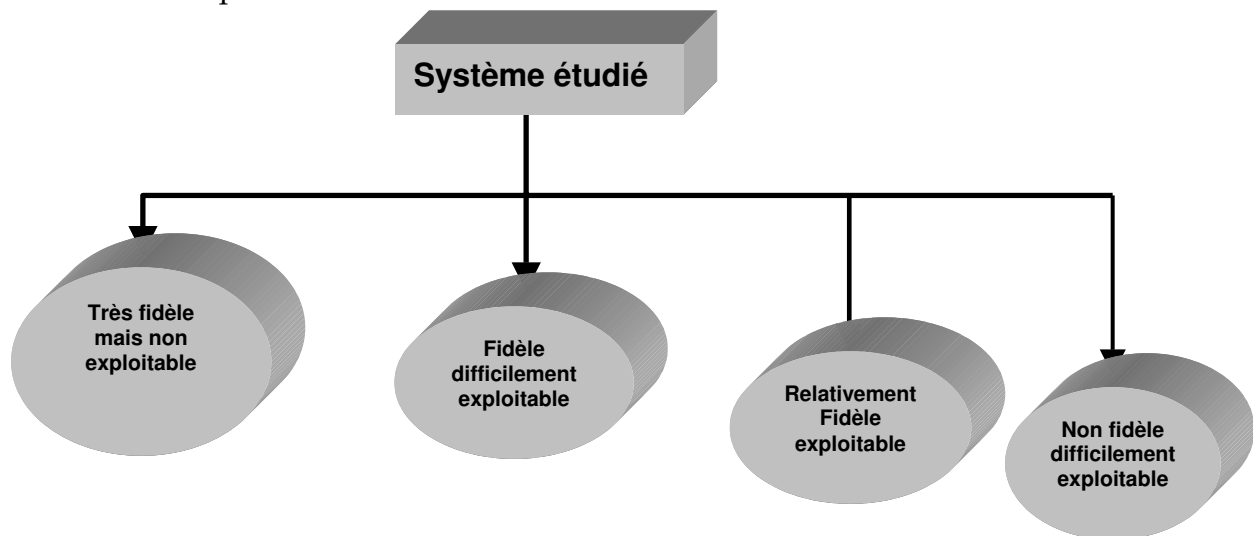 Système étudié
Très fidèle
mais non
exploitable
Fidèle
difficilement
exploitable
Relativement
Fidèle
exploitable
Non fidèle
difficilement
exploitable